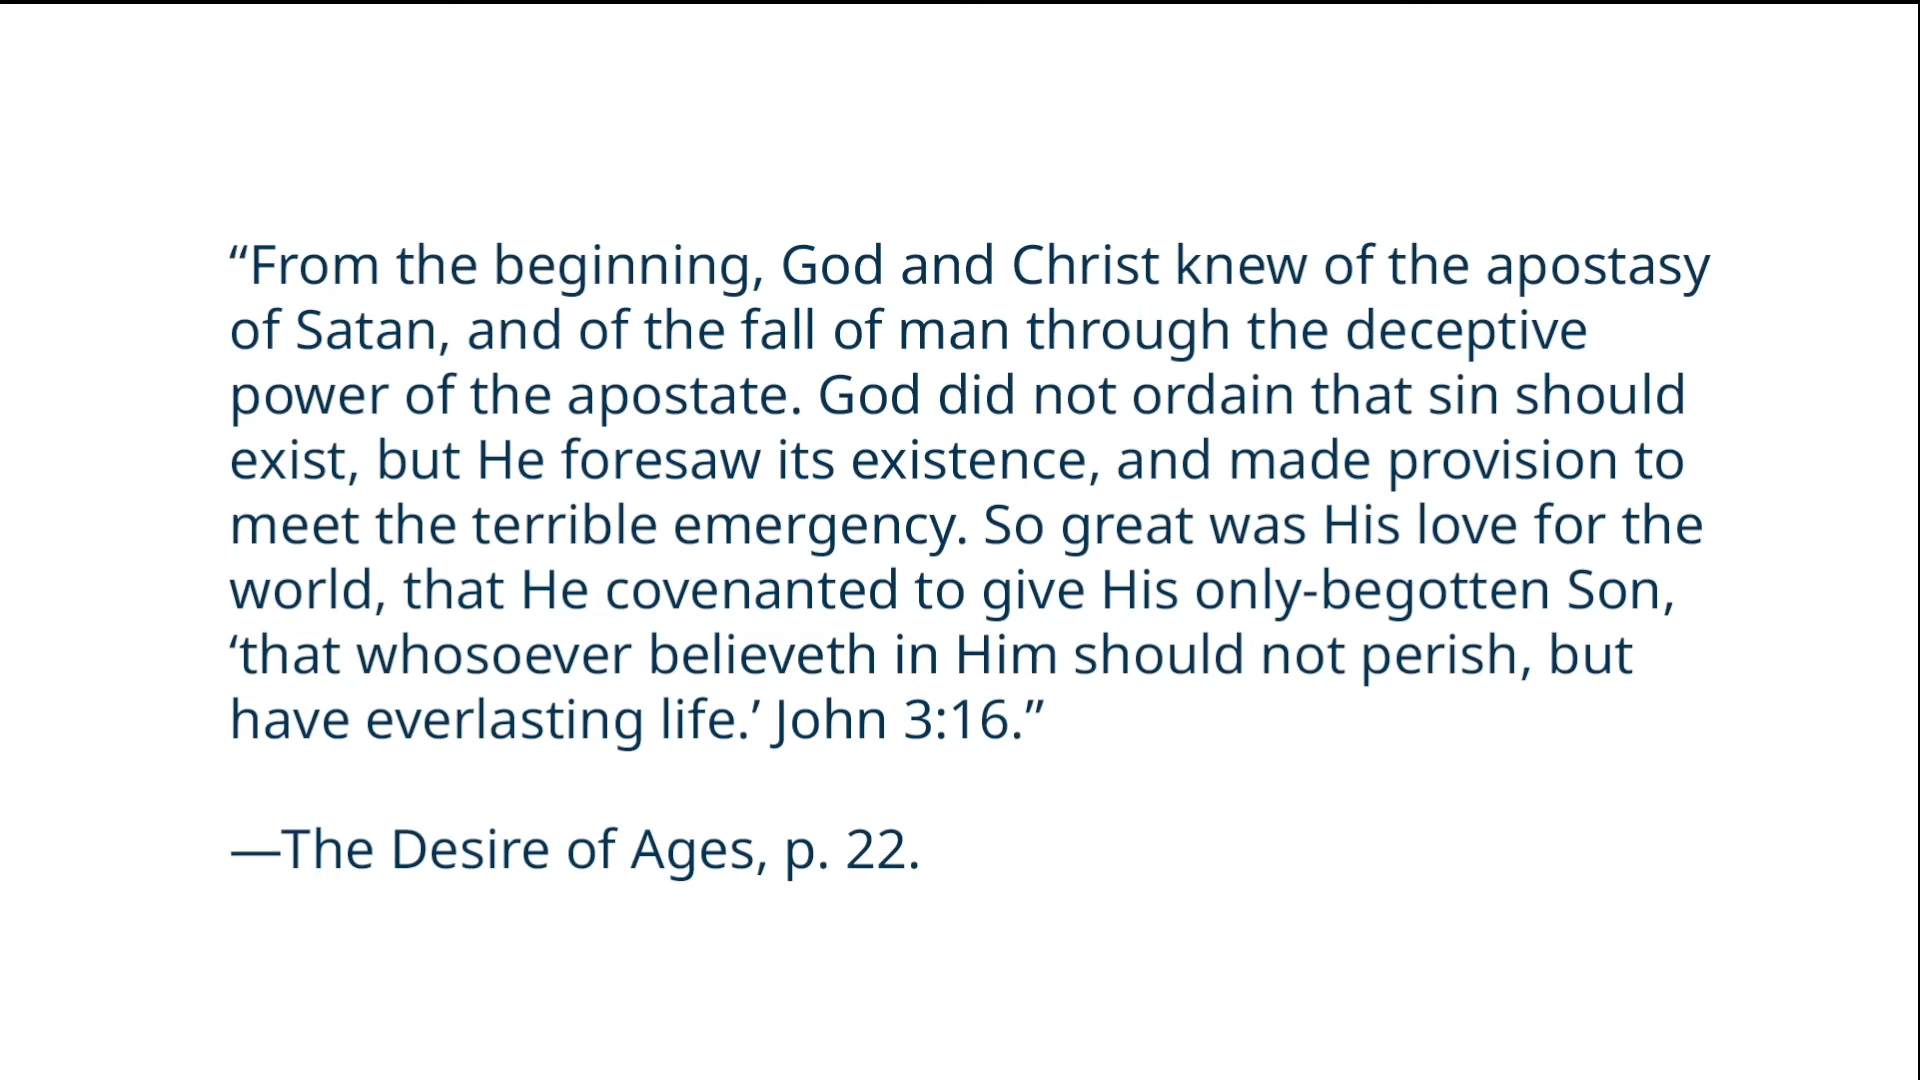 “From the beginning, God and Christ knew of the apostasy
of Satan, and of the fall of man through the deceptive
power of the apostate. God did not ordain that sin should
exist, but He foresaw its existence, and made provision to
meet the terrible emergency. So great was His love for the
world, that He covenanted to give His only-begotten Son,
‘that whosoever believeth in Him should not perish, but
have everlasting life.’ John 3:16.”
—The Desire of Ages, p. 22.